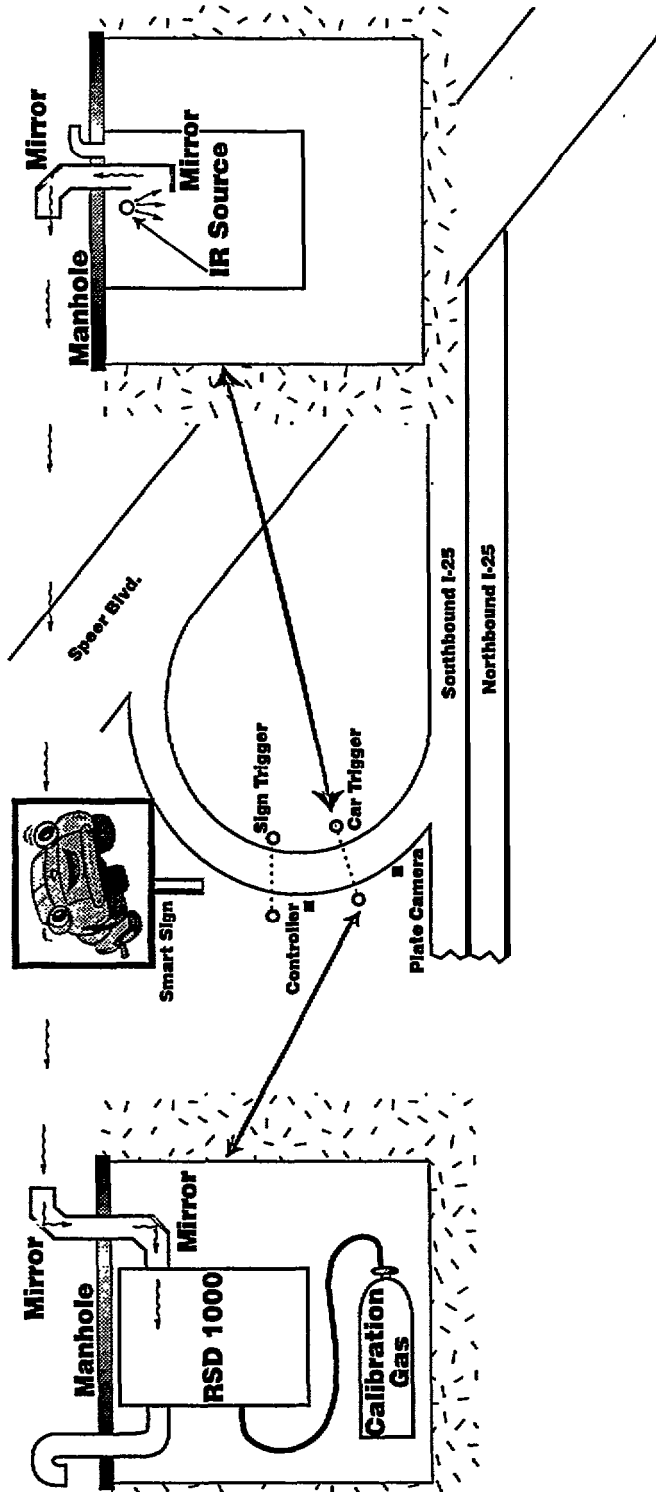 Mirror
Manhole
RSD 1000
Mirror
Calibration
Gas
Smart Sign
Controller
Plate Camera
Sign Trigger
Car Trigger
Speer Blvd.
Southbound I-25
Northbound I-25
Mirror
Manhole
Mirror
IR Source